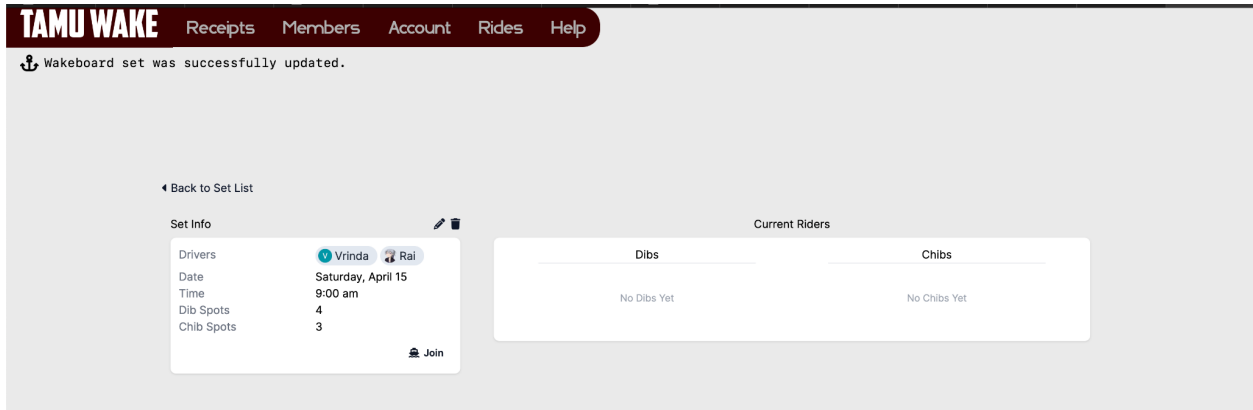 TAMU WAKE Receipts Members Account Rides Help
Wakeboard set was successfully updated.
Back to Set List
Set Info
Drivers V Vrinda Rai
Date Saturday, April 15
Time 9:00 am
Dib Spots 4
Chib Spots 3
Join
Current Riders
Dibs Chibs
No Dibs Yet No Chibs Yet